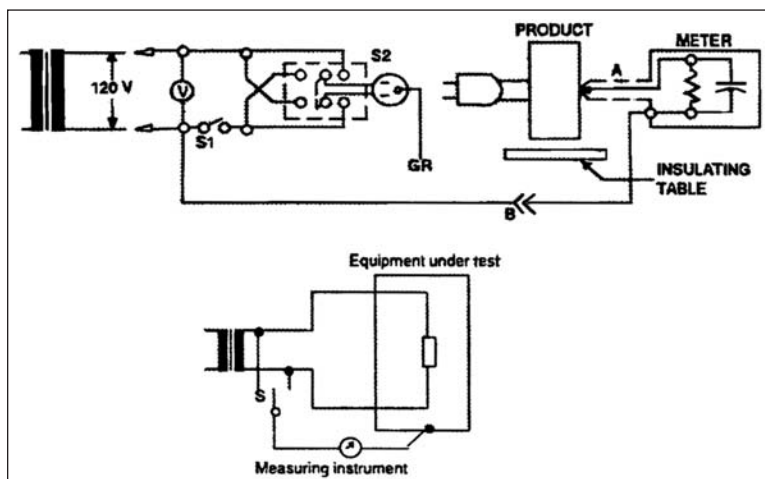 PRODUCT
S2
METER
A
120 V
V
S1
GR
INSULATING
TABLE
B
Equipment under test
S
Measuring instrument